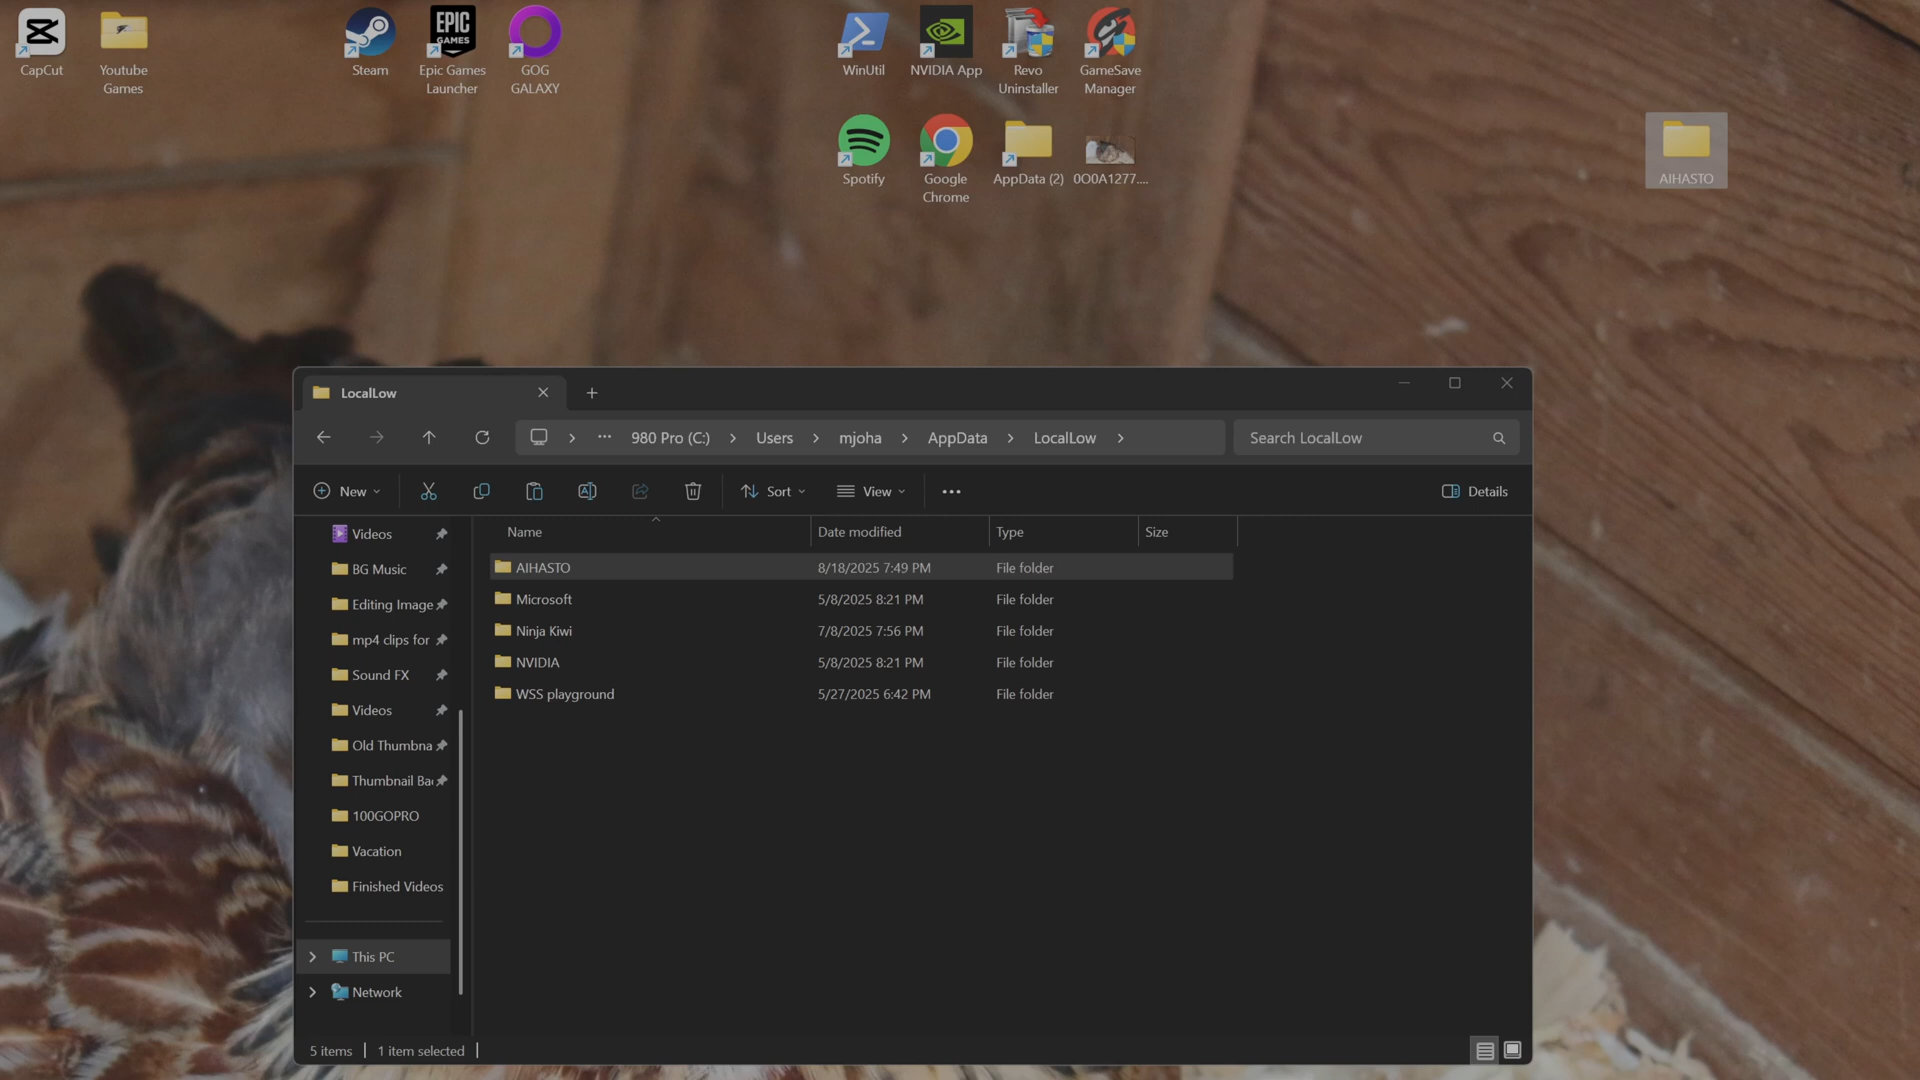 CapCut
Youtube
Games
Steam
EPIC
GAMES
Epic Games
Launcher
GOG
GALAXY
WinUtil
NVIDIA App
Revo
Uninstaller
GameSave
Manager
Spotify
Google
Chrome
AppData (2)
0O0A1277....
AIHASTO
LocalLow
980 Pro (C:)
Users
mjoha
AppData
LocalLow
Search LocalLow
New
Sort
View
Details
Name
Date modified
Type
Size
Videos
BG Music
Editing Image
mp4 clips for
Sound FX
Videos
Old Thumbna
Thumbnail Bac
100GOPRO
Vacation
Finished Videos
This PC
Network
AIHASTO 8/18/2025 7:49 PM File folder
Microsoft 5/8/2025 8:21 PM File folder
Ninja Kiwi 7/8/2025 7:56 PM File folder
NVIDIA 5/8/2025 8:21 PM File folder
WSS playground 5/27/2025 6:42 PM File folder
5 items
1 item selected